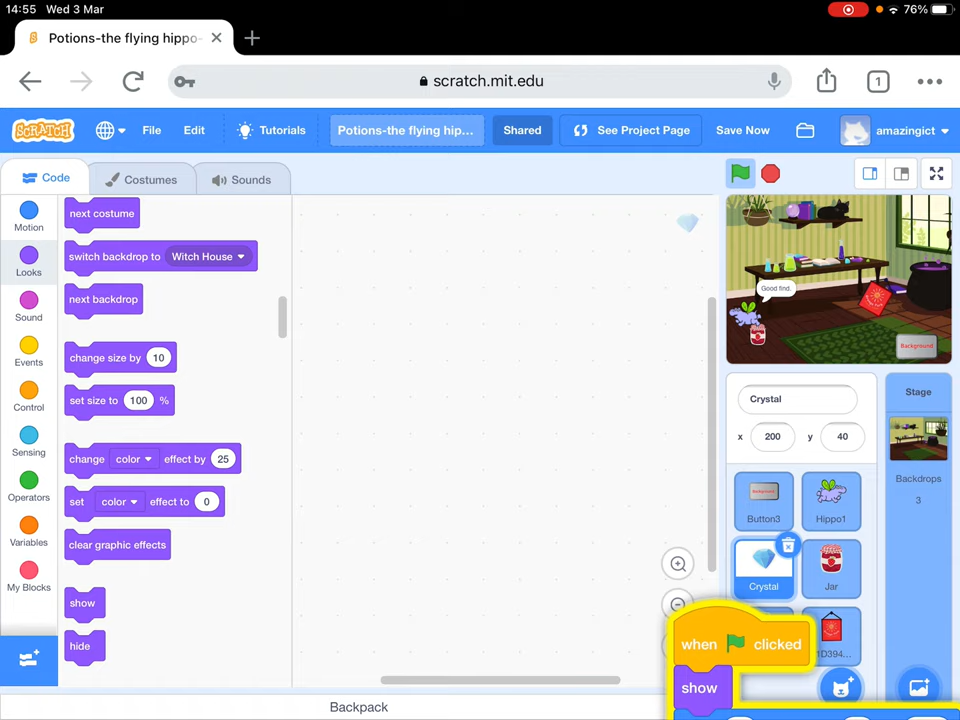 14:55 Wed 3 Mar 76%
Potions-the flying hippo-
scratch.mit.edu 1
SCRATCH File Edit Tutorials Potions-the flying hip... Shared See Project Page Save Now amazingict
Code Costumes Sounds
Motion
Looks
Sound
Events
Control
Sensing
Operators
Variables
My Blocks
next costume
switch backdrop to Witch House
next backdrop
change size by 10
set size to 100 %
change color effect by 25
set color effect to 0
clear graphic effects
show
hide
Good find.
Background
Crystal
x 200 y 40
Stage
Backdrops
3
Background
Button3
Hippo1
Crystal
Jar
1D394...
when clicked
show
Backpack